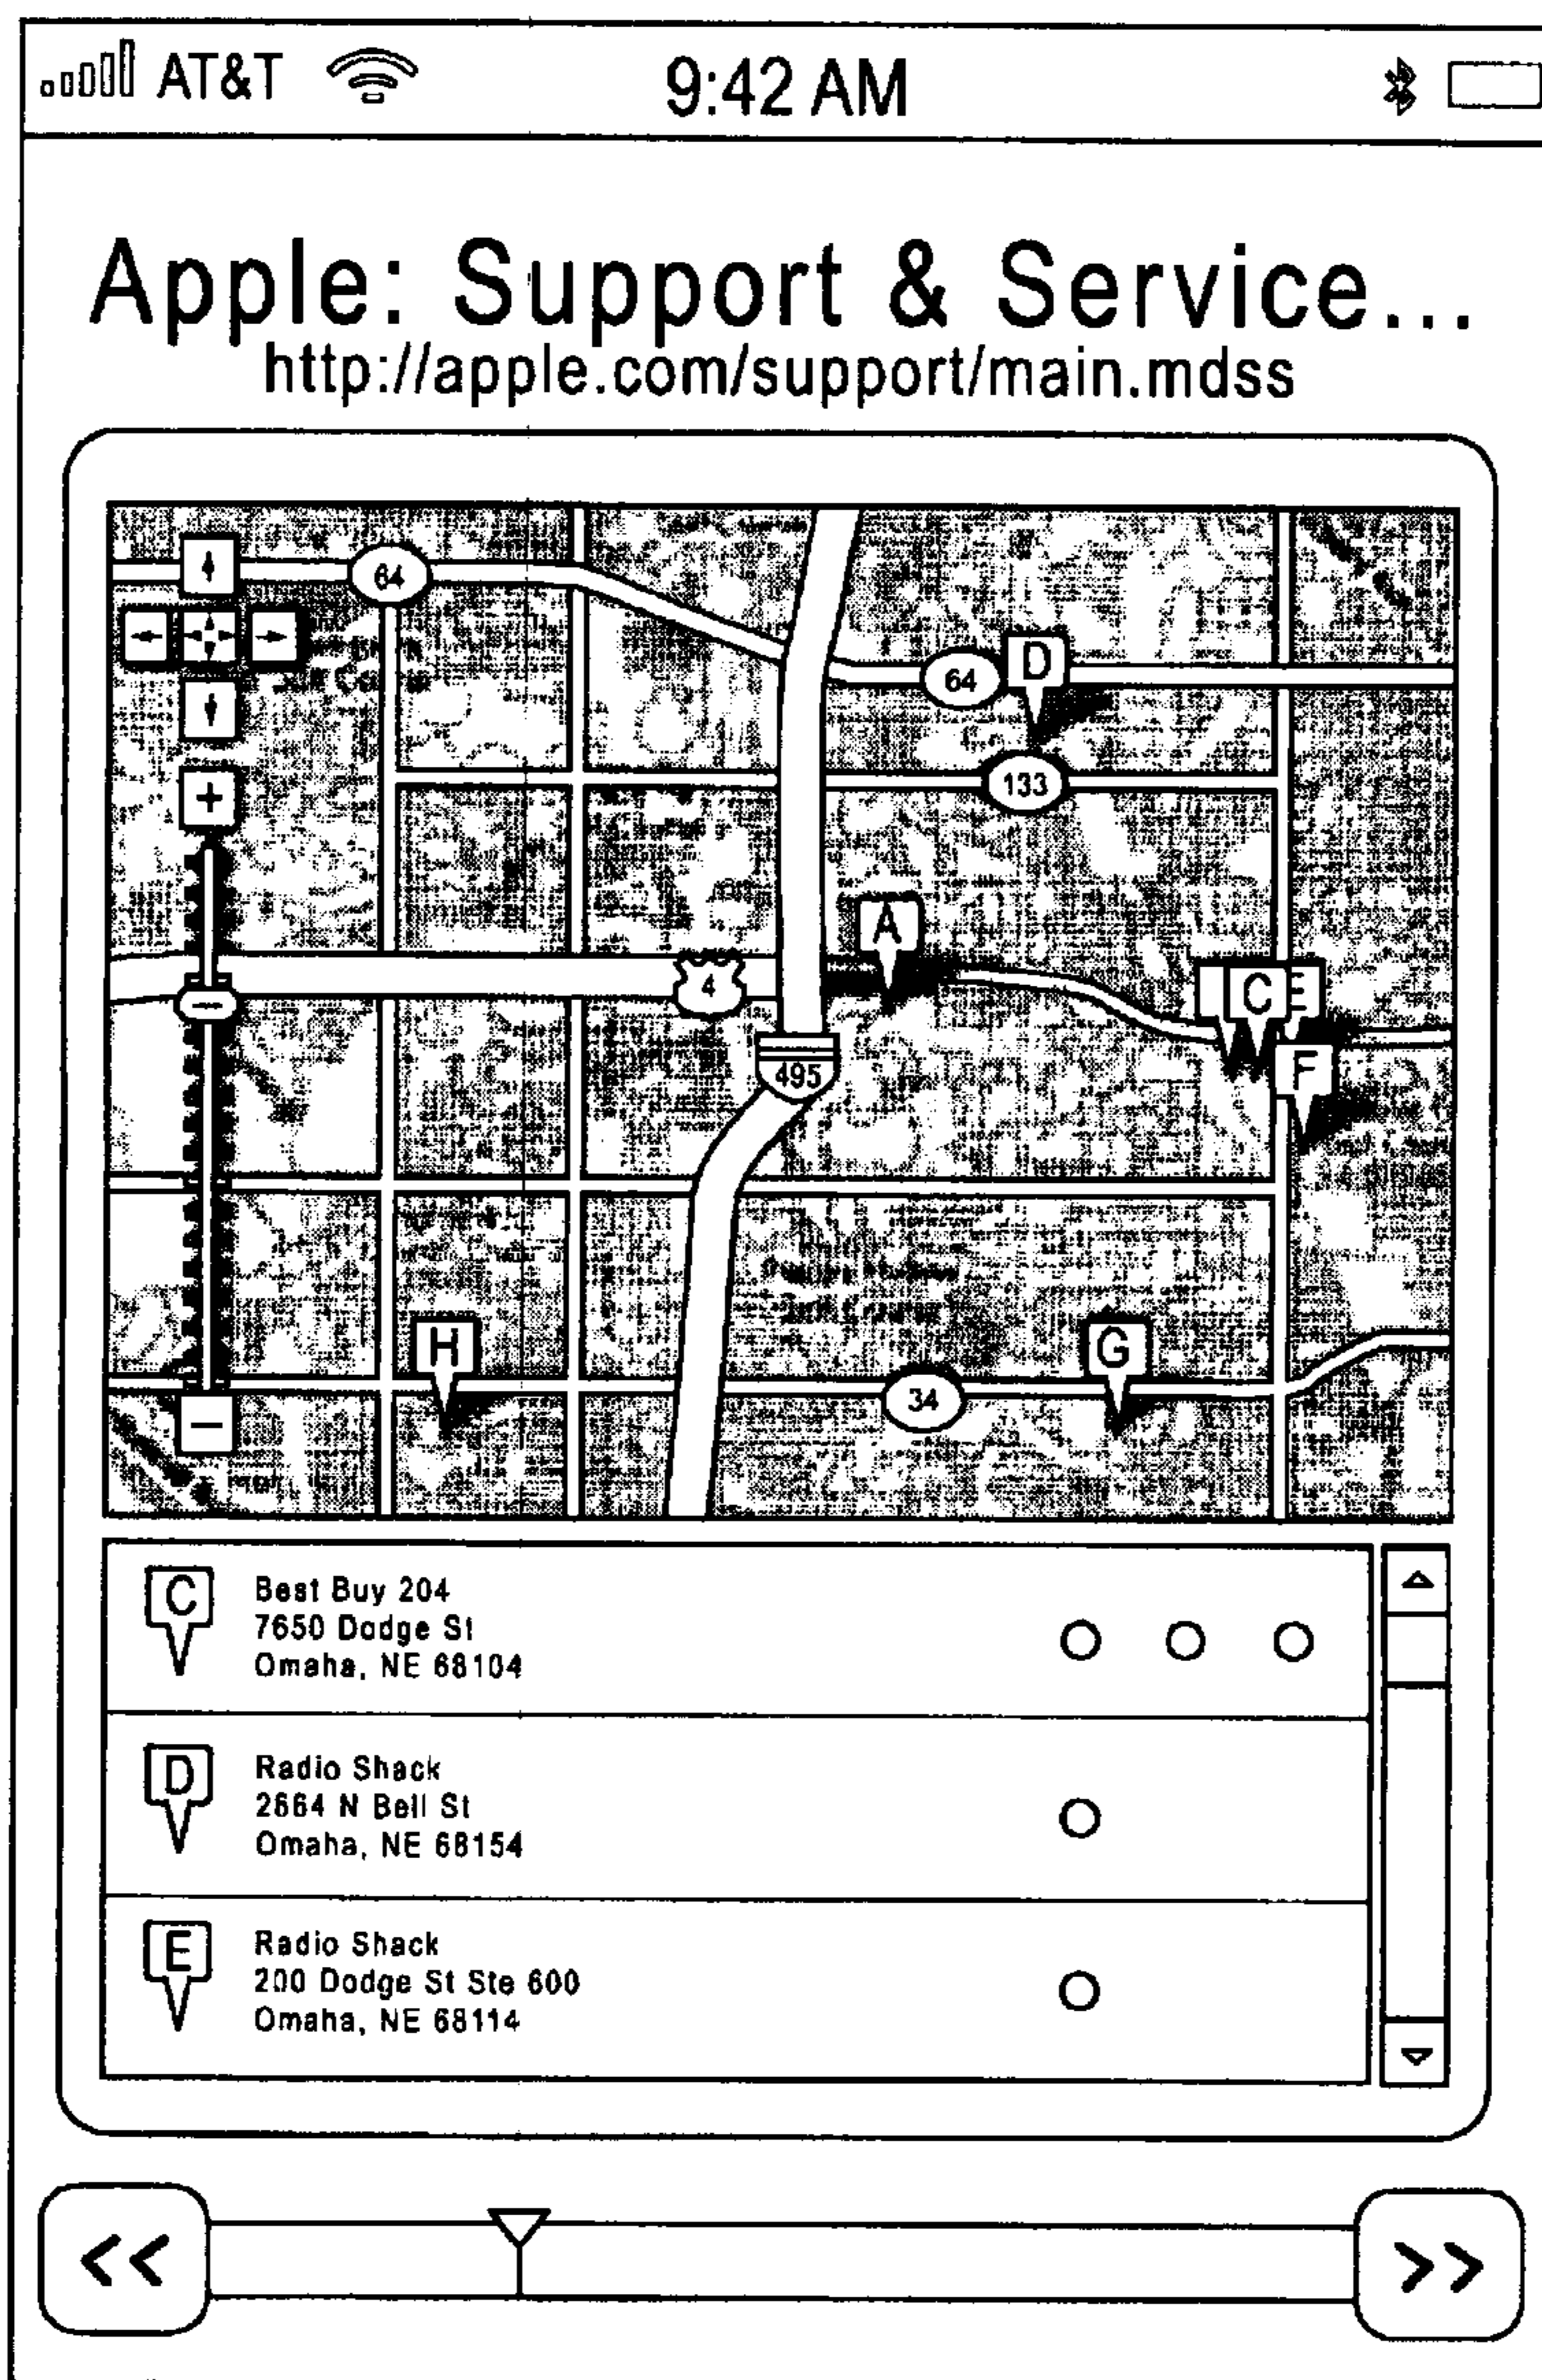 AT&T 9:42 AM
Apple: Support & Service...
http://apple.com/support/main.mdss
64
64
D
133
A
4
C E
F
495
H
G
34
+
−
−
C
Best Buy 204
7650 Dodge St
Omaha, NE 68104
D
Radio Shack
2664 N Bell St
Omaha, NE 68154
E
Radio Shack
200 Dodge St Ste 600
Omaha, NE 68114
<< >>